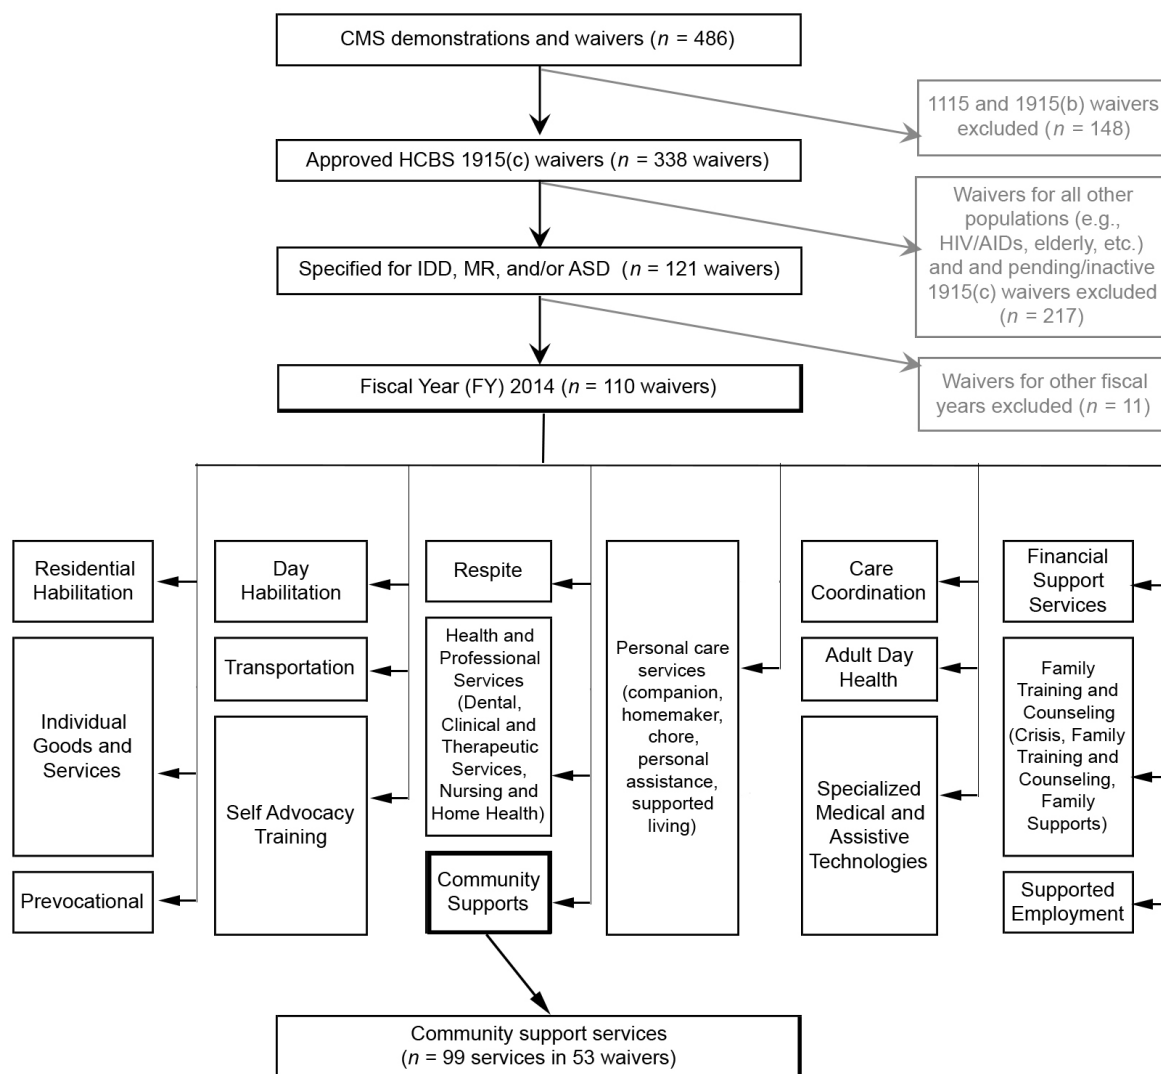 CMS demonstrations and waivers (n = 486)
1115 and 1915(b) waivers
excluded (n = 148)
Approved HCBS 1915(c) waivers (n = 338 waivers)
Waivers for all other
populations (e.g.,
HIV/AIDs, elderly, etc.)
and and pending/inactive
1915(c) waivers excluded
(n = 217)
Specified for IDD, MR, and/or ASD (n = 121 waivers)
Fiscal Year (FY) 2014 (n = 110 waivers)
Waivers for other fiscal
years excluded (n = 11)
Residential
Habilitation
Individual
Goods and
Services
Prevocational
Day
Habilitation
Transportation
Self Advocacy
Training
Respite
Health and
Professional
Services
(Dental,
Clinical and
Therapeutic
Services,
Nursing and
Home Health)
Community
Supports
Personal care
services
(companion,
homemaker,
chore,
personal
assistance,
supported
living)
Care
Coordination
Adult Day
Health
Specialized
Medical and
Assistive
Technologies
Financial
Support
Services
Family
Training and
Counseling
(Crisis, Family
Training and
Counseling,
Family
Supports)
Supported
Employment
Community support services
(n = 99 services in 53 waivers)